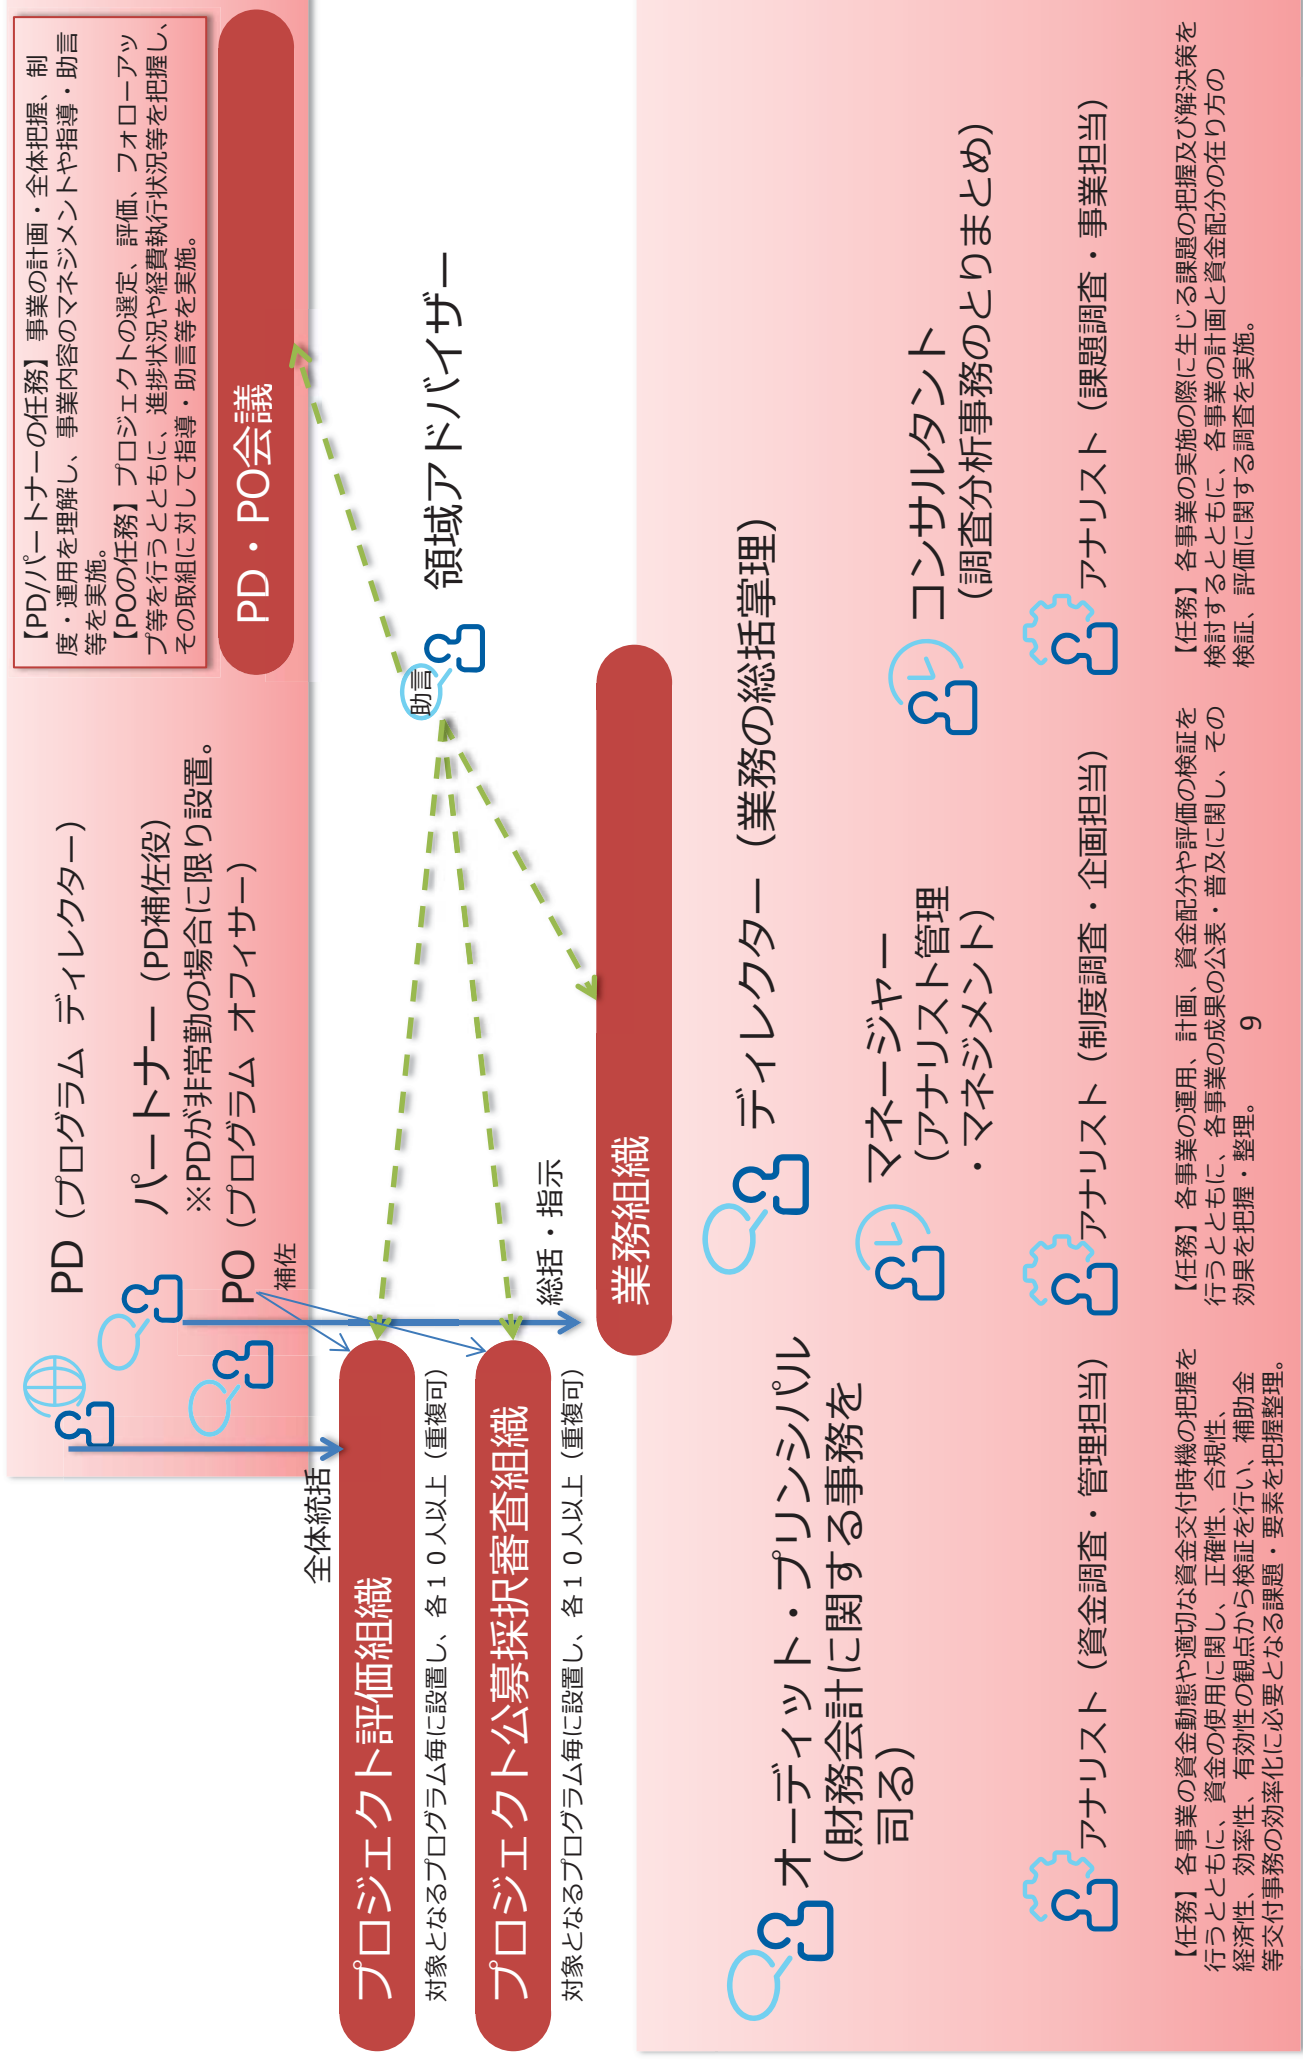 PD（プログラム ディレクター）
パートナー（PD補佐役）
※PDが非常勤の場合に限り設置。
PO（プログラム オフィサー）
補佐
【PD/パートナーの任務】事業の計画・全体把握、制
度・運用を理解し、事業内容のマネジメントや指導・助言
等を実施。
【POの任務】プロジェクトの選定、評価、フォローアッ
プ等を行うとともに、進捗状況や経費執行状況等を把握し、
その取組に対して指導・助言等を実施。
PD・PO会議
全体統括
プロジェクト評価組織
対象となるプログラム毎に設置し、各１０人以上（重複可）
プロジェクト公募採択審査組織
対象となるプログラム毎に設置し、各１０人以上（重複可）
助言
領域アドバイザー
総括・指示
業務組織
ディレクター（業務の総括掌理）
オーディット・プリンシパル
（財務会計に関する事務を
司る）
マネージャー
（アナリスト管理
・マネジメント）
コンサルタント
（調査分析事務のとりまとめ）
アナリスト（資金調査・管理担当）
【任務】各事業の資金動態や適切な資金交付時機の把握を
行うとともに、資金の使用に関し、正確性、合規性、
経済性、効率性、有効性の観点から検証を行い、補助金
等交付事務の効率化に必要となる課題・要素を把握整理。
アナリスト（制度調査・企画担当）
【任務】各事業の運用、計画、資金配分や評価の検証を
行うとともに、各事業の成果の公表・普及に関し、その
効果を把握・整理。
アナリスト（課題調査・事業担当）
【任務】各事業の実施の際に生じる課題の把握及び解決策を
検討するとともに、各事業の計画と資金配分の在り方の
検証、評価に関する調査を実施。
9